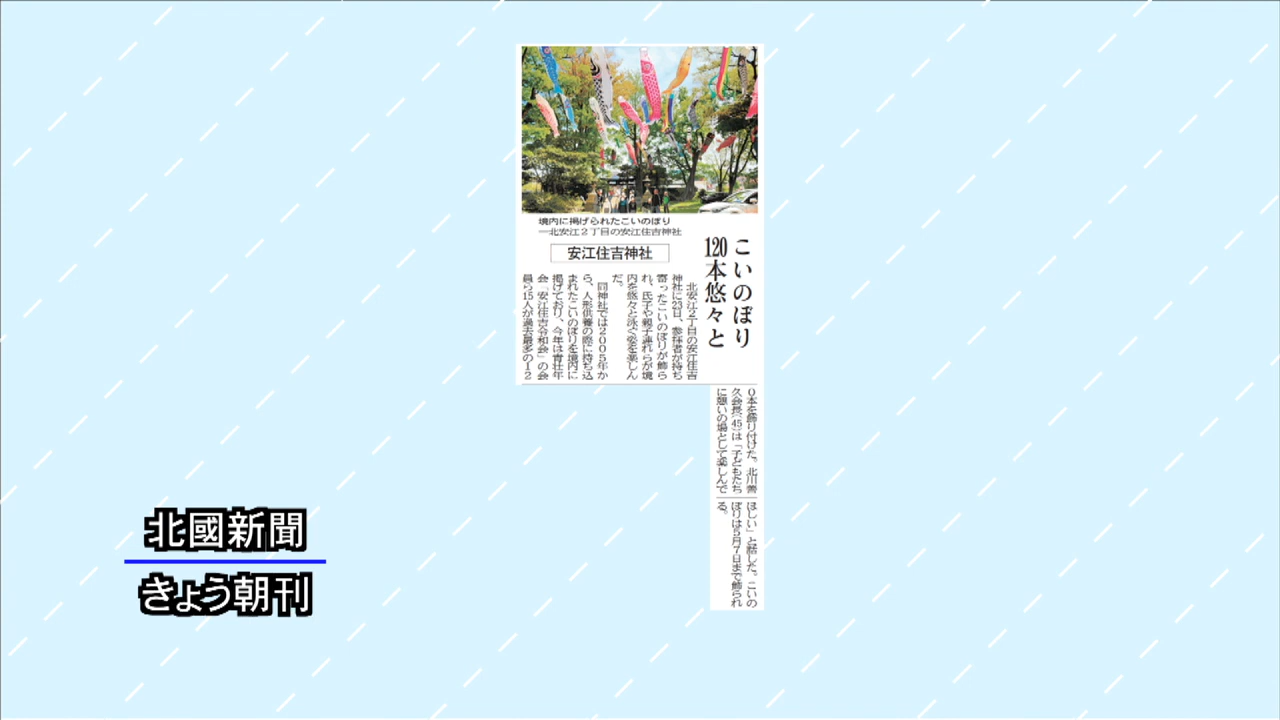 境内に掲げられたこいのぼり
―北安江2丁目の安江住吉神社
こいのぼり
120本悠々と
安江住吉神社
北安江2丁目の安江住吉
神社に23日、参拝者が持ち
寄ったこいのぼりが飾ら
れ、氏子や親子連れらが境
内を悠々と泳ぐ姿を楽しん
だ。
同神社では2005年か
ら、人形供養の際に持ち込
まれたこいのぼりを境内に
掲げており、今年は青壮年
会「安江住吉令和会」の会
員ら15人が過去最多の12
0本を飾り付けた。北川善
久会長(45)は「子どもたち
に憩いの場として楽しんで
ほしい」と話した。こいの
ぼりは5月7日まで飾られ
る。
北國新聞
きょう朝刊